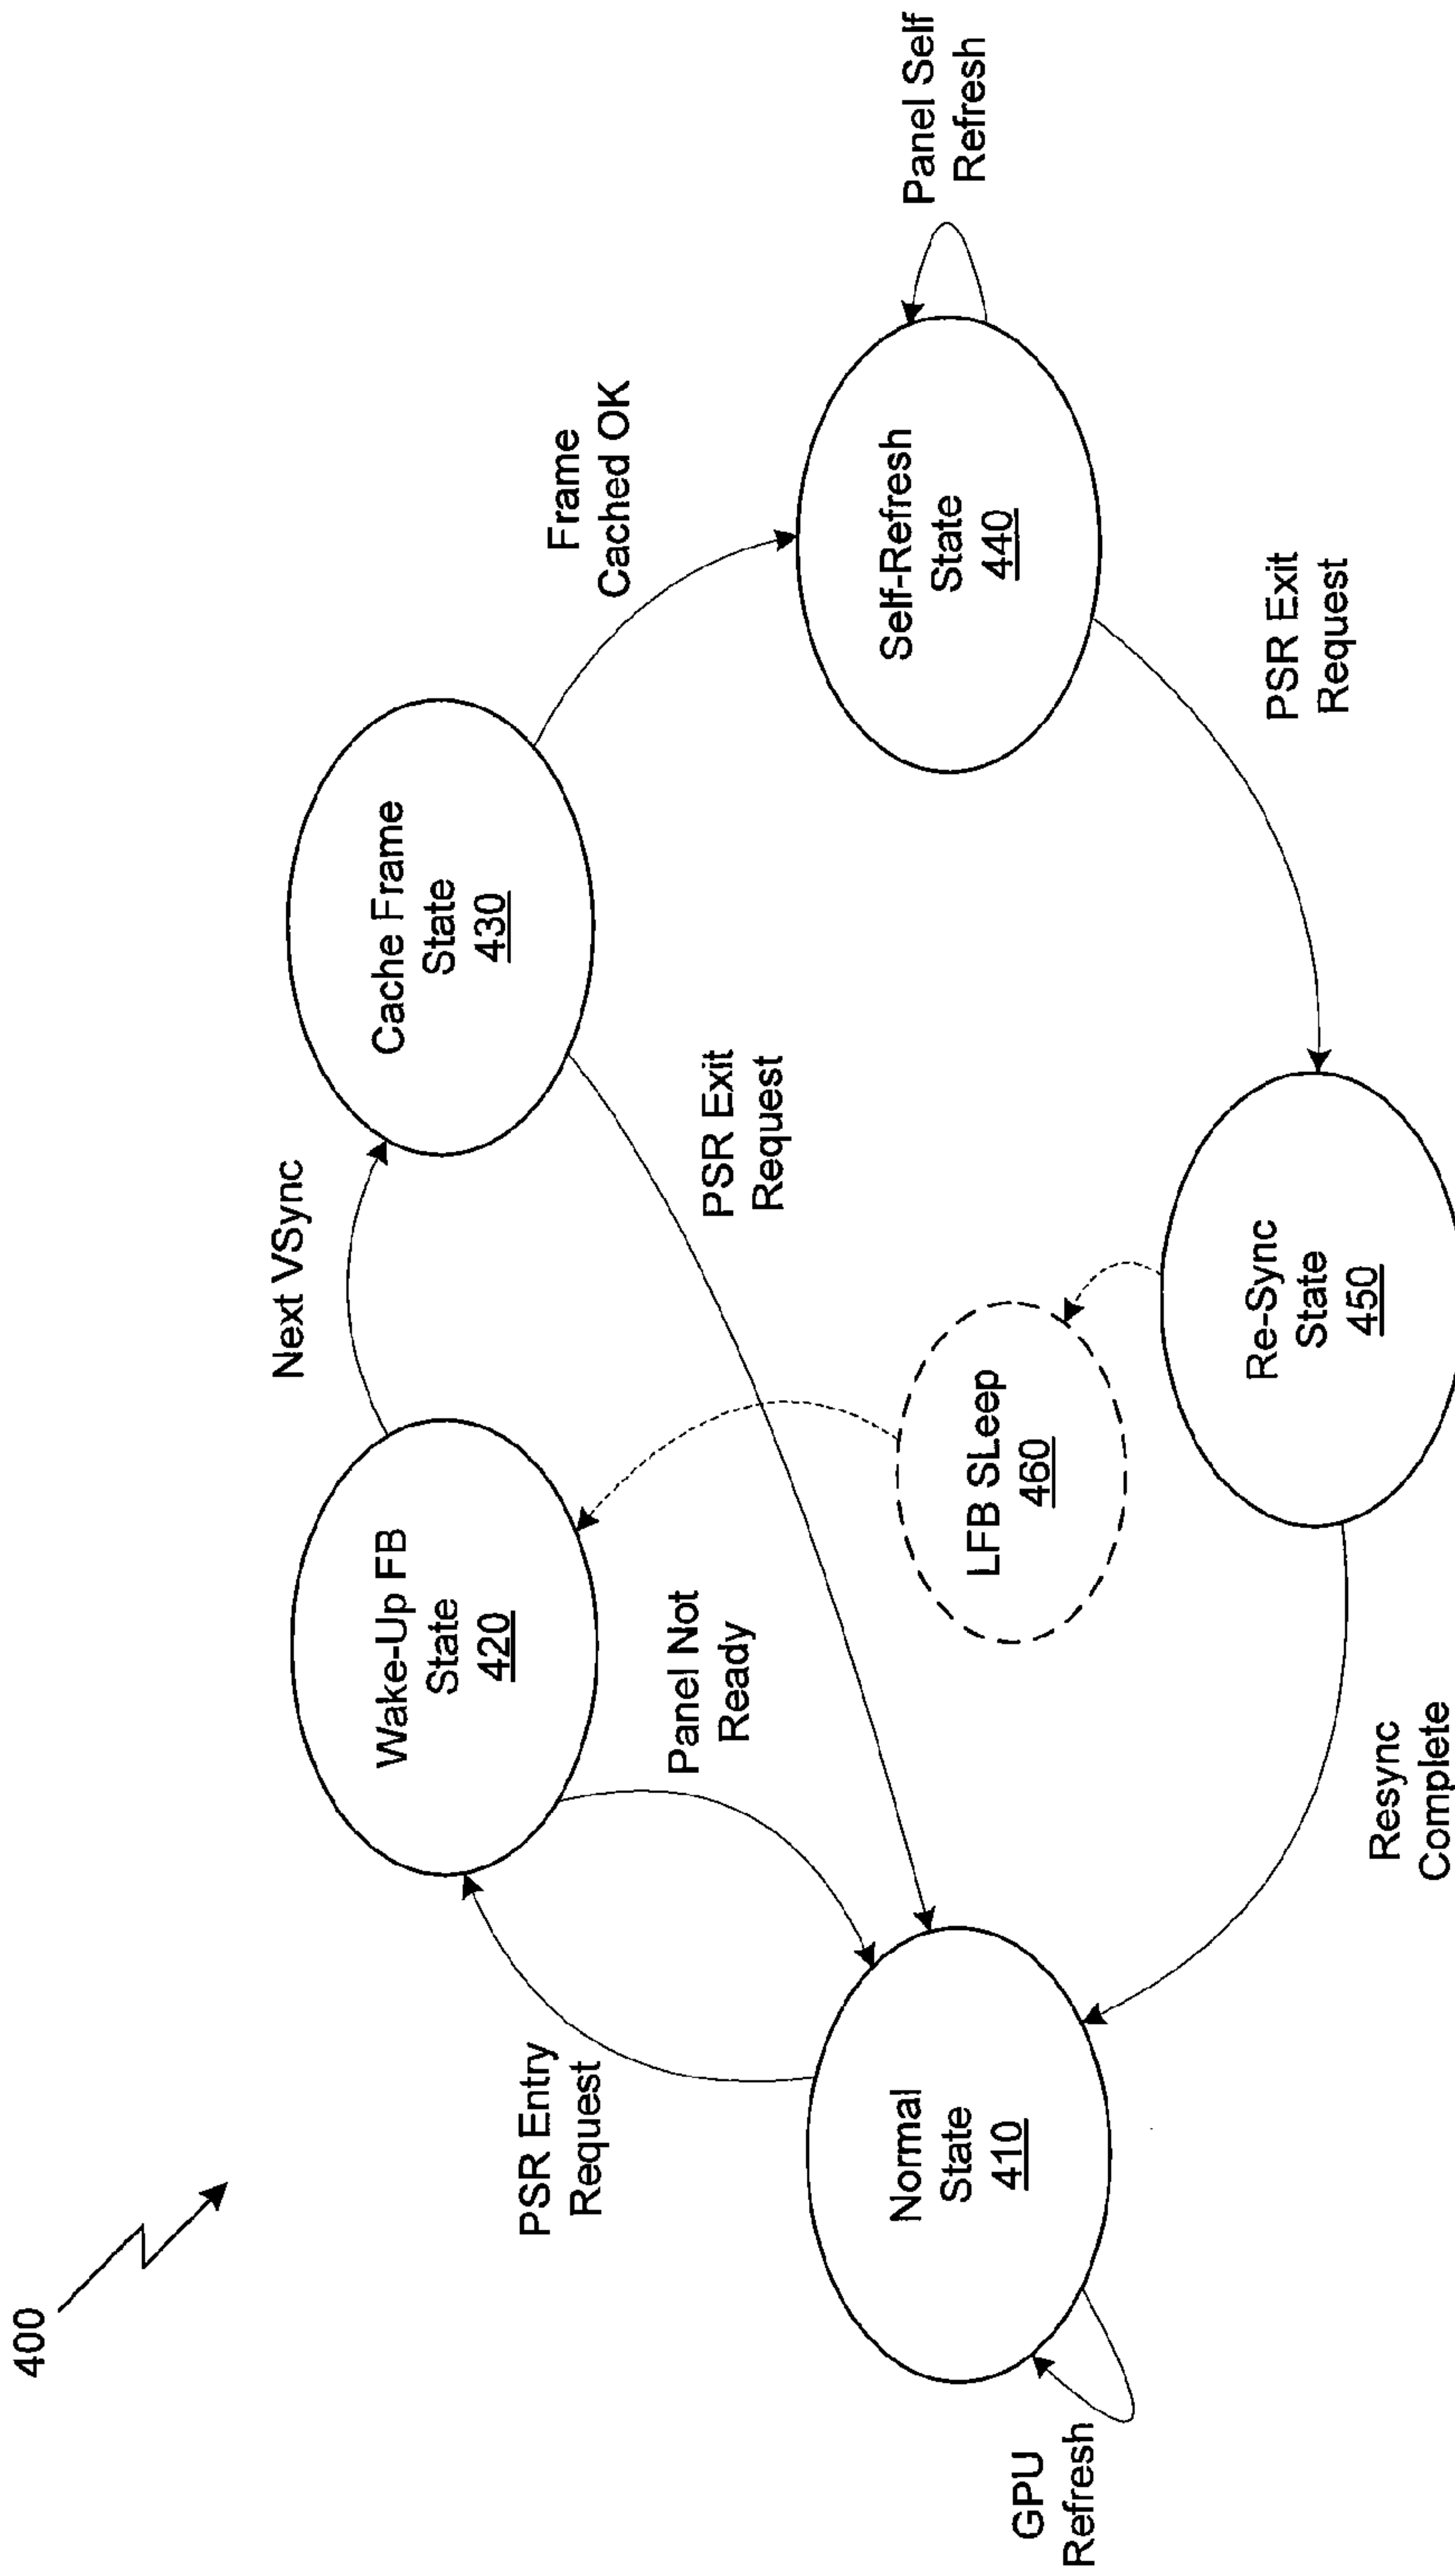 400
Next VSync
Wake-Up FB
State
420
Cache Frame
State
430
Frame
Cached OK
PSR Entry
Request
Panel Not
Ready
PSR Exit
Request
GPU
Refresh
Normal
State
410
LFB SLeep
460
Self-Refresh
State
440
Panel Self
Refresh
Re-Sync
State
450
PSR Exit
Request
Resync
Complete